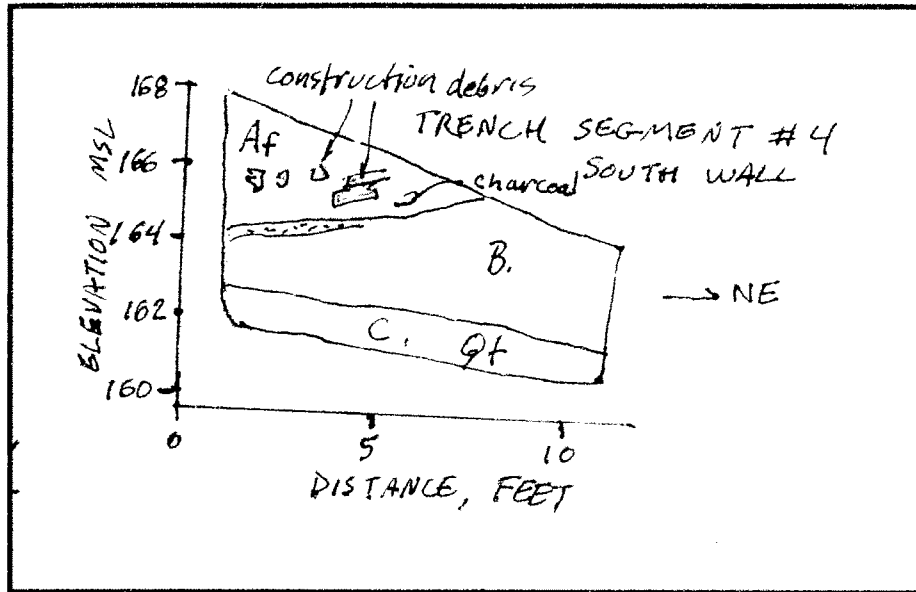 construction debris
TRENCH SEGMENT #4
SOUTH WALL
168
166
164
162
160
ELEVATION MSL
Af
charcoal
B.
→ NE
C. Qt
0 5 10
DISTANCE, FEET